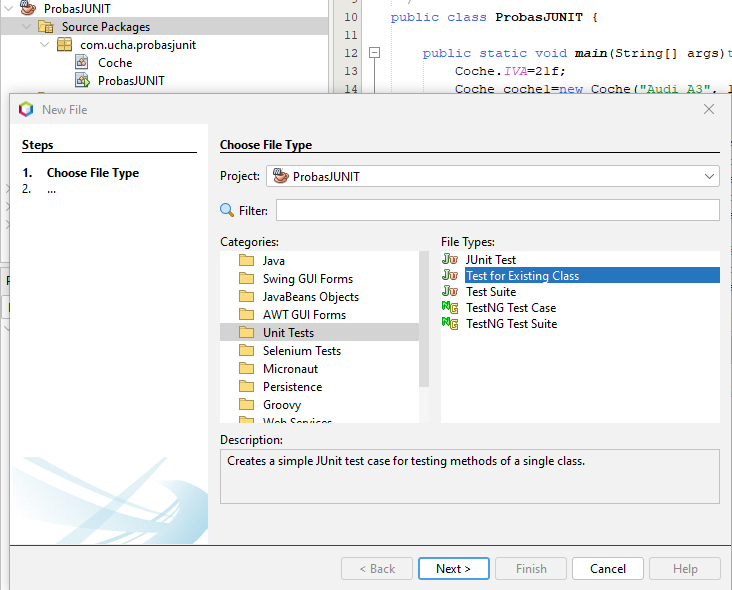 ProbasJUNIT
Source Packages
com.ucha.probasjunit
Coche
ProbasJUNIT
10 public class ProbasJUNIT {
11
12 public static void main(String[] args)t
13 Coche.IVA=21f;
14 Coche coche1=new Coche("Audi A3", 1
New File
Steps
1. Choose File Type
2. ...
Choose File Type
Project: ProbasJUNIT
Filter:
Categories:
Java
Swing GUI Forms
JavaBeans Objects
AWT GUI Forms
Unit Tests
Selenium Tests
Micronaut
Persistence
Groovy
Web Services
File Types:
JUnit Test
Test for Existing Class
Test Suite
TestNG Test Case
TestNG Test Suite
Description:
Creates a simple JUnit test case for testing methods of a single class.
< Back
Next >
Finish
Cancel
Help